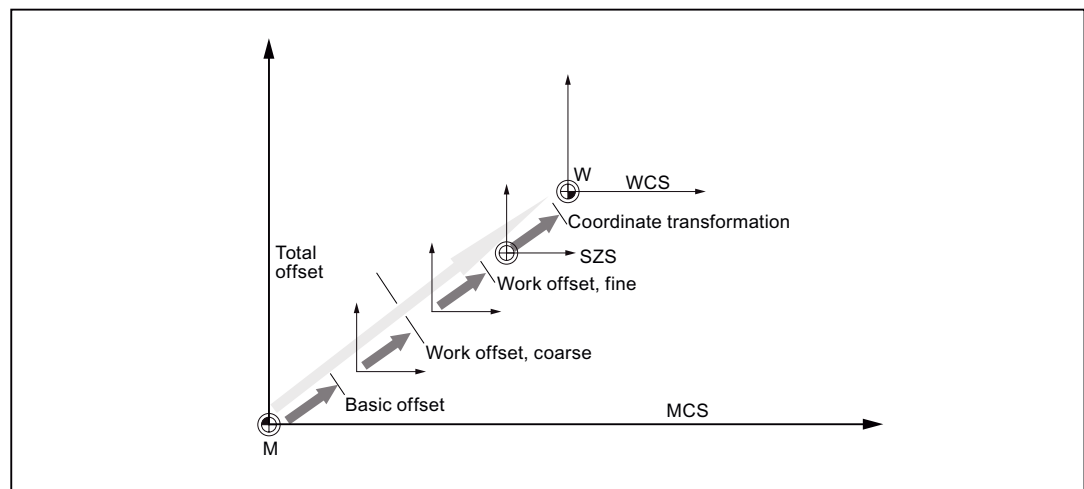 W
WCS
Coordinate transformation
SZS
Total
offset
Work offset, fine
Work offset, coarse
Basic offset
MCS
M